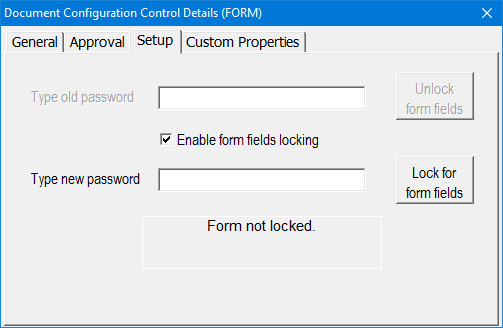 Document Configuration Control Details (FORM)
General Approval Setup Custom Properties
Type old password
Unlock
form fields
Enable form fields locking
Type new password
Lock for
form fields
Form not locked.